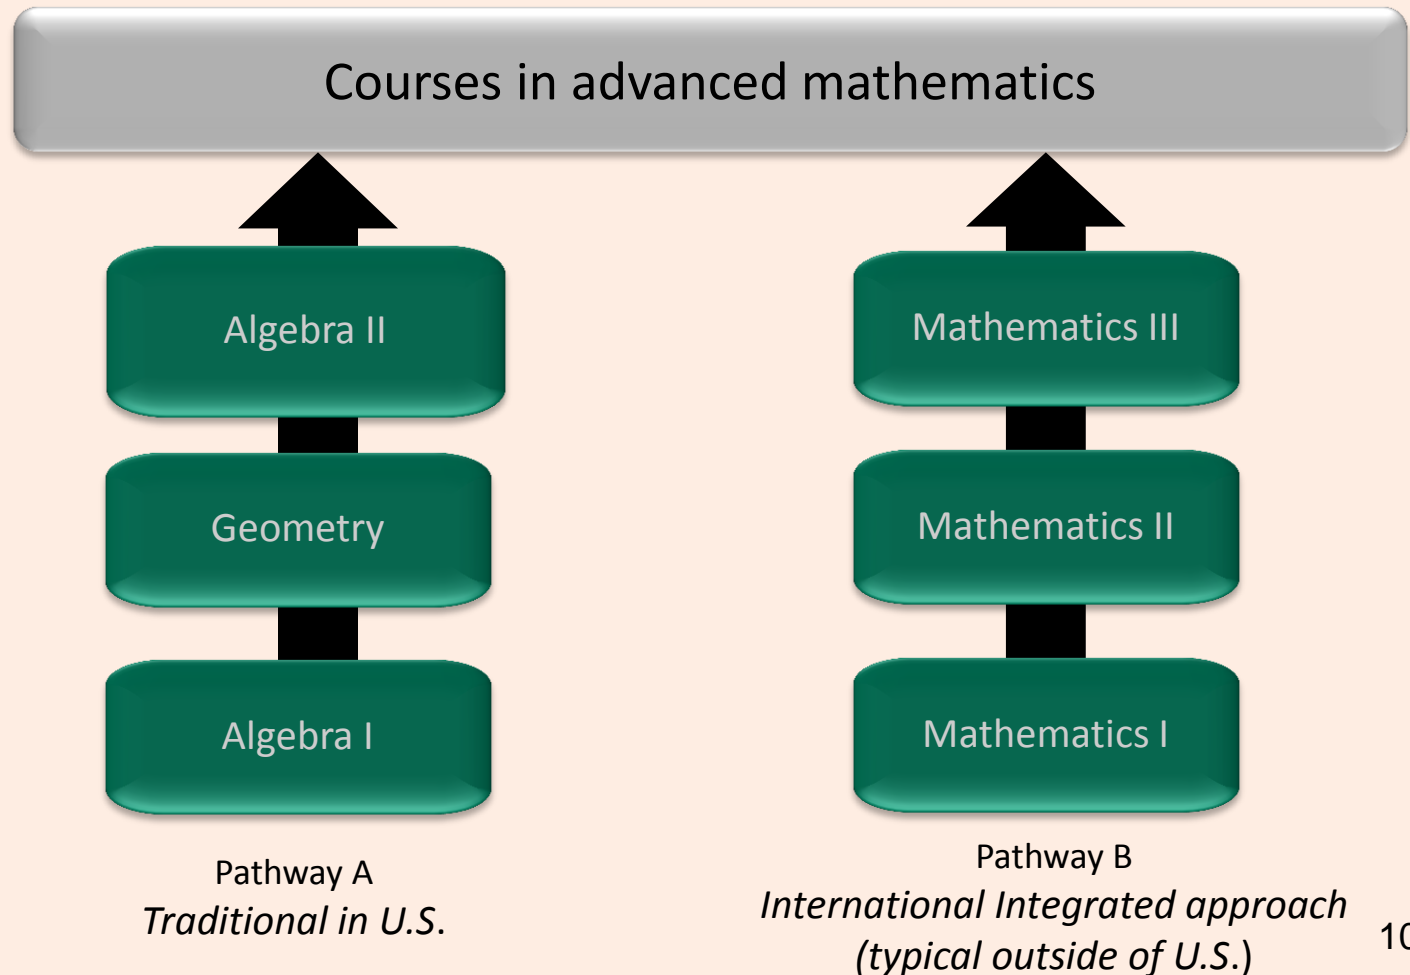 Courses in advanced mathematics
Algebra II
Geometry
Algebra I
Pathway A
Traditional in U.S.
Mathematics III
Mathematics II
Mathematics I
Pathway B
International Integrated approach
(typical outside of U.S.)
10